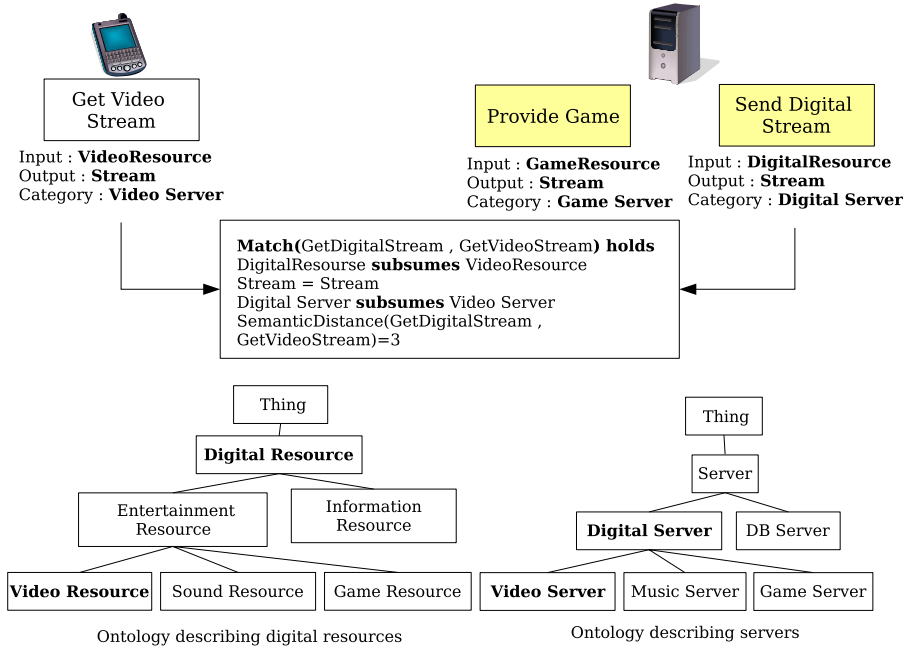 Get Video
Stream
Input : VideoResource
Output : Stream
Category : Video Server
Provide Game
Input : GameResource
Output : Stream
Category : Game Server
Send Digital
Stream
Input : DigitalResource
Output : Stream
Category : Digital Server
Match(GetDigitalStream , GetVideoStream) holds
DigitalResourse subsumes VideoResource
Stream = Stream
Digital Server subsumes Video Server
SemanticDistance(GetDigitalStream ,
GetVideoStream)=3
Thing
Digital Resource
Entertainment
Resource
Information
Resource
Video Resource
Sound Resource
Game Resource
Ontology describing digital resources
Thing
Server
Digital Server
DB Server
Video Server
Music Server
Game Server
Ontology describing servers